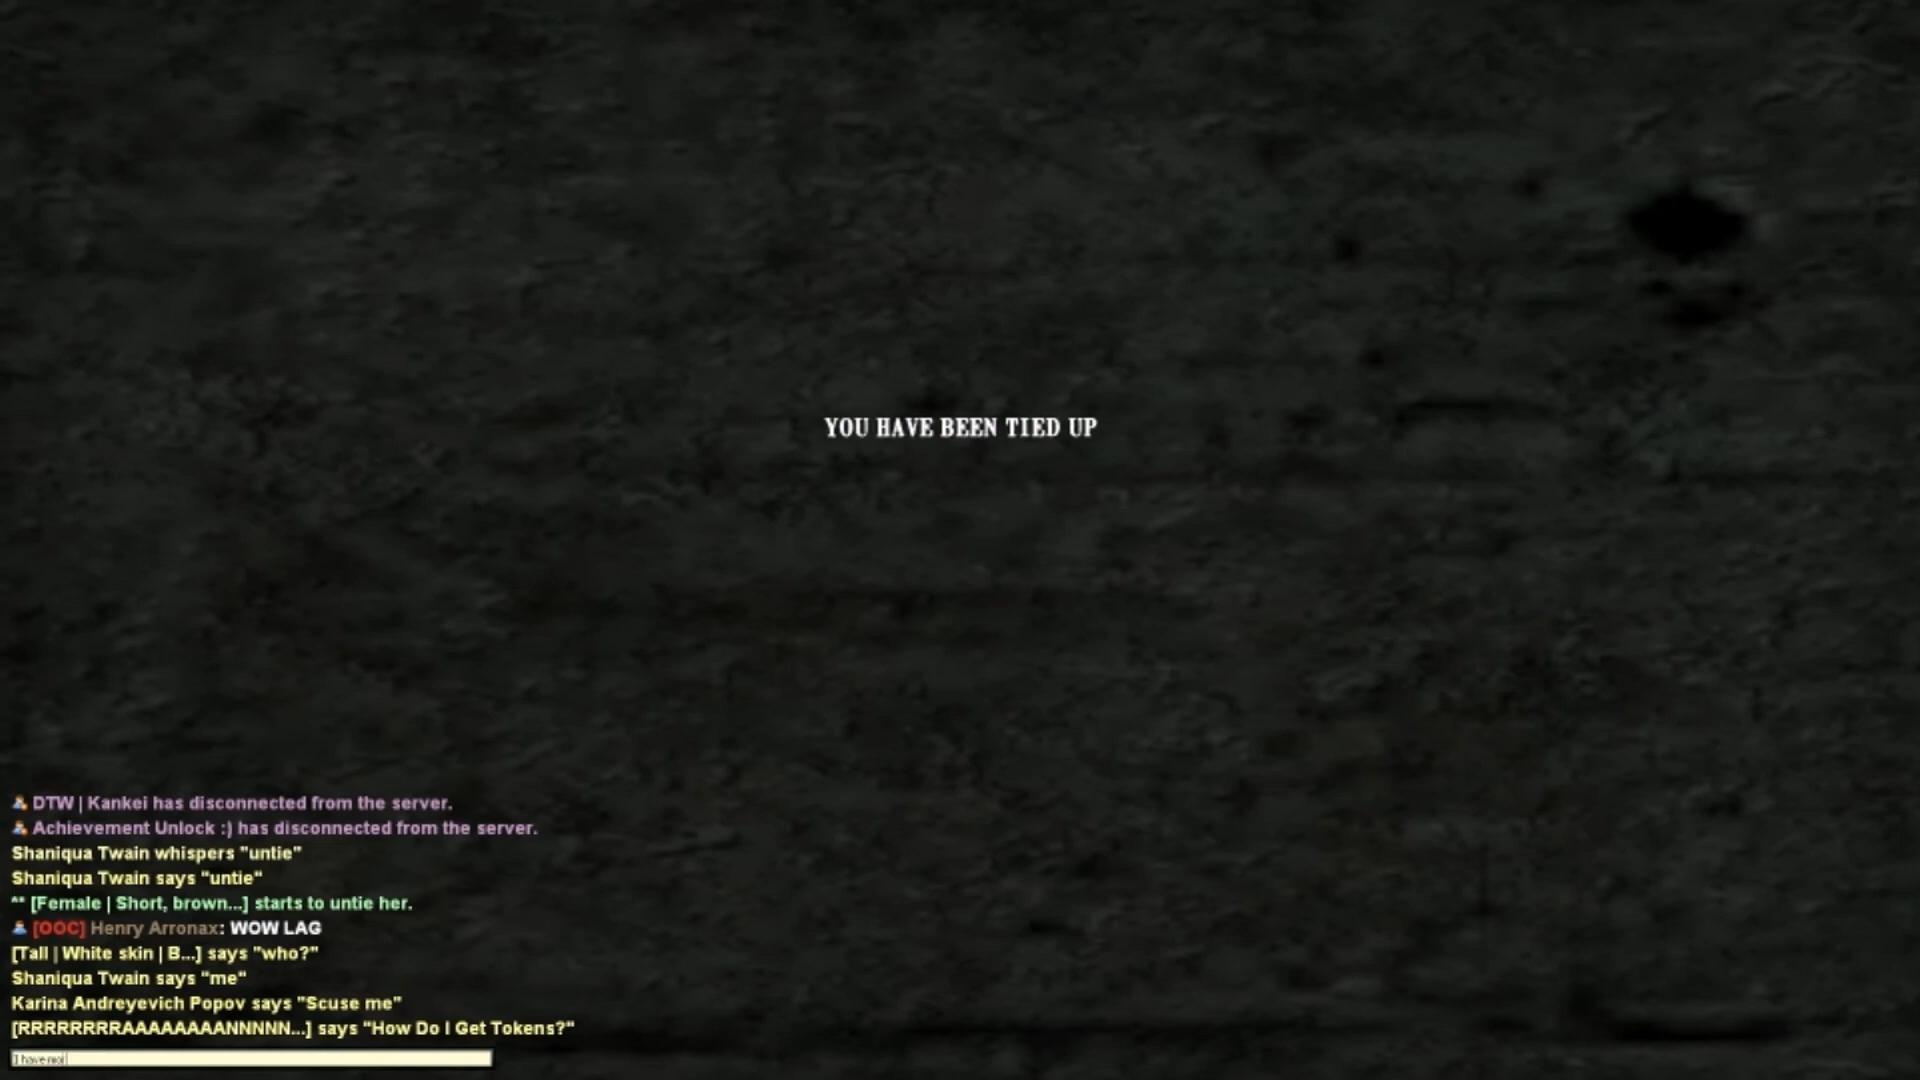 YOU HAVE BEEN TIED UP
DTW | Kankei has disconnected from the server.
Achievement Unlock :) has disconnected from the server.
Shaniqua Twain whispers "untie"
Shaniqua Twain says "untie"
** [Female | Short, brown...] starts to untie her.
[OOC] Henry Arronax: WOW LAG
[Tall | White skin | B...] says "who?"
Shaniqua Twain says "me"
Karina Andreyevich Popov says "Scuse me"
[RRRRRRRRAAAAAAAANNNNN...] says "How Do I Get Tokens?"
I have